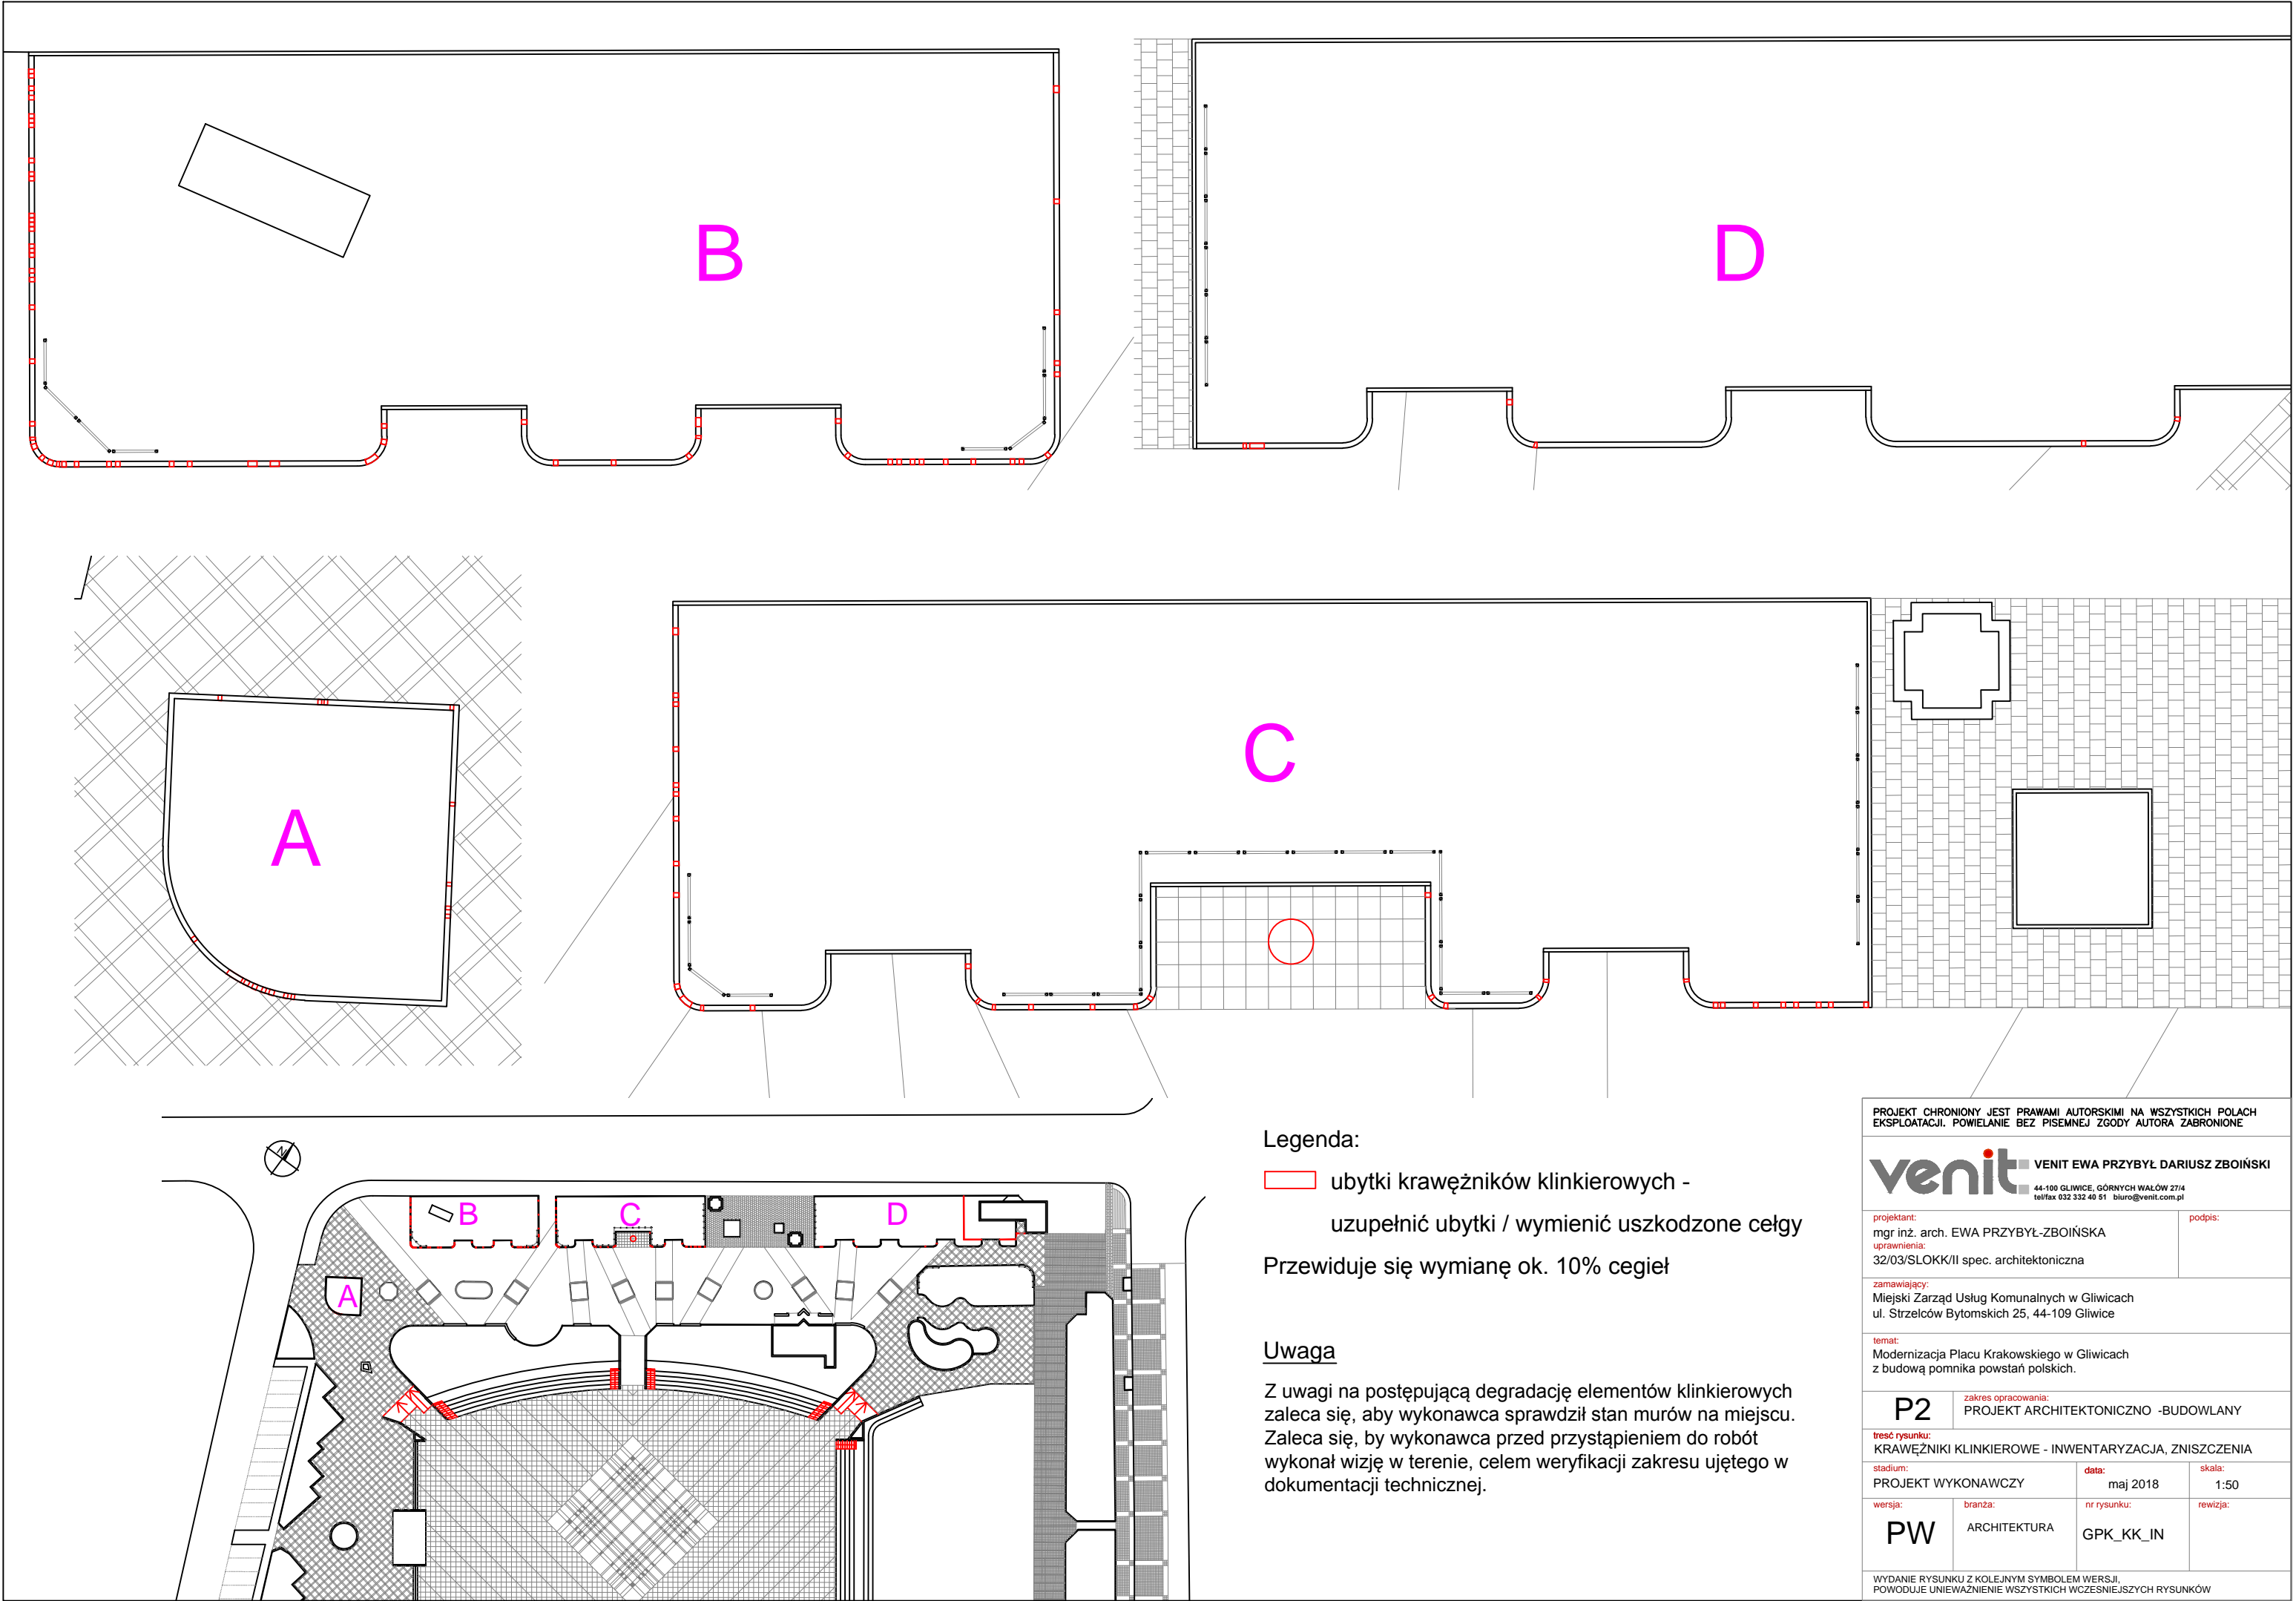 B
D
A
C
N
B
C
D
A
Legenda:
ubytki krawężników klinkierowych -
uzupełnić ubytki / wymienić uszkodzone cełgy
Przewiduje się wymianę ok. 10% cegieł
Uwaga
Z uwagi na postępującą degradację elementów klinkierowych
zaleca się, aby wykonawca sprawdził stan murów na miejscu.
Zaleca się, by wykonawca przed przystąpieniem do robót
wykonał wizję w terenie, celem weryfikacji zakresu ujętego w
dokumentacji technicznej.
PROJEKT CHRONIONY JEST PRAWAMI AUTORSKIMI NA WSZYSTKICH POLACH
EKSPLOATACJI. POWIELANIE BEZ PISEMNEJ ZGODY AUTORA ZABRONIONE
venit
VENIT EWA PRZYBYŁ DARIUSZ ZBOIŃSKI
44-100 GLIWICE, GÓRNYCH WAŁÓW 27/4
tel/fax 032 332 40 51 biuro@venit.com.pl
projektant:
podpis:
mgr inż. arch. EWA PRZYBYŁ-ZBOIŃSKA
uprawnienia:
32/03/SLOKK/II spec. architektoniczna
zamawiający:
Miejski Zarząd Usług Komunalnych w Gliwicach
ul. Strzelców Bytomskich 25, 44-109 Gliwice
temat:
Modernizacja Placu Krakowskiego w Gliwicach
z budową pomnika powstań polskich.
P2
zakres opracowania:
PROJEKT ARCHITEKTONICZNO -BUDOWLANY
treść rysunku:
KRAWĘŻNIKI KLINKIEROWE - INWENTARYZACJA, ZNISZCZENIA
stadium:
PROJEKT WYKONAWCZY
data:
maj 2018
skala:
1:50
wersja:
PW
branża:
ARCHITEKTURA
nr rysunku:
GPK_KK_IN
rewizja:
WYDANIE RYSUNKU Z KOLEJNYM SYMBOLEM WERSJI,
POWODUJE UNIEWAŻNIENIE WSZYSTKICH WCZESNIEJSZYCH RYSUNKÓW